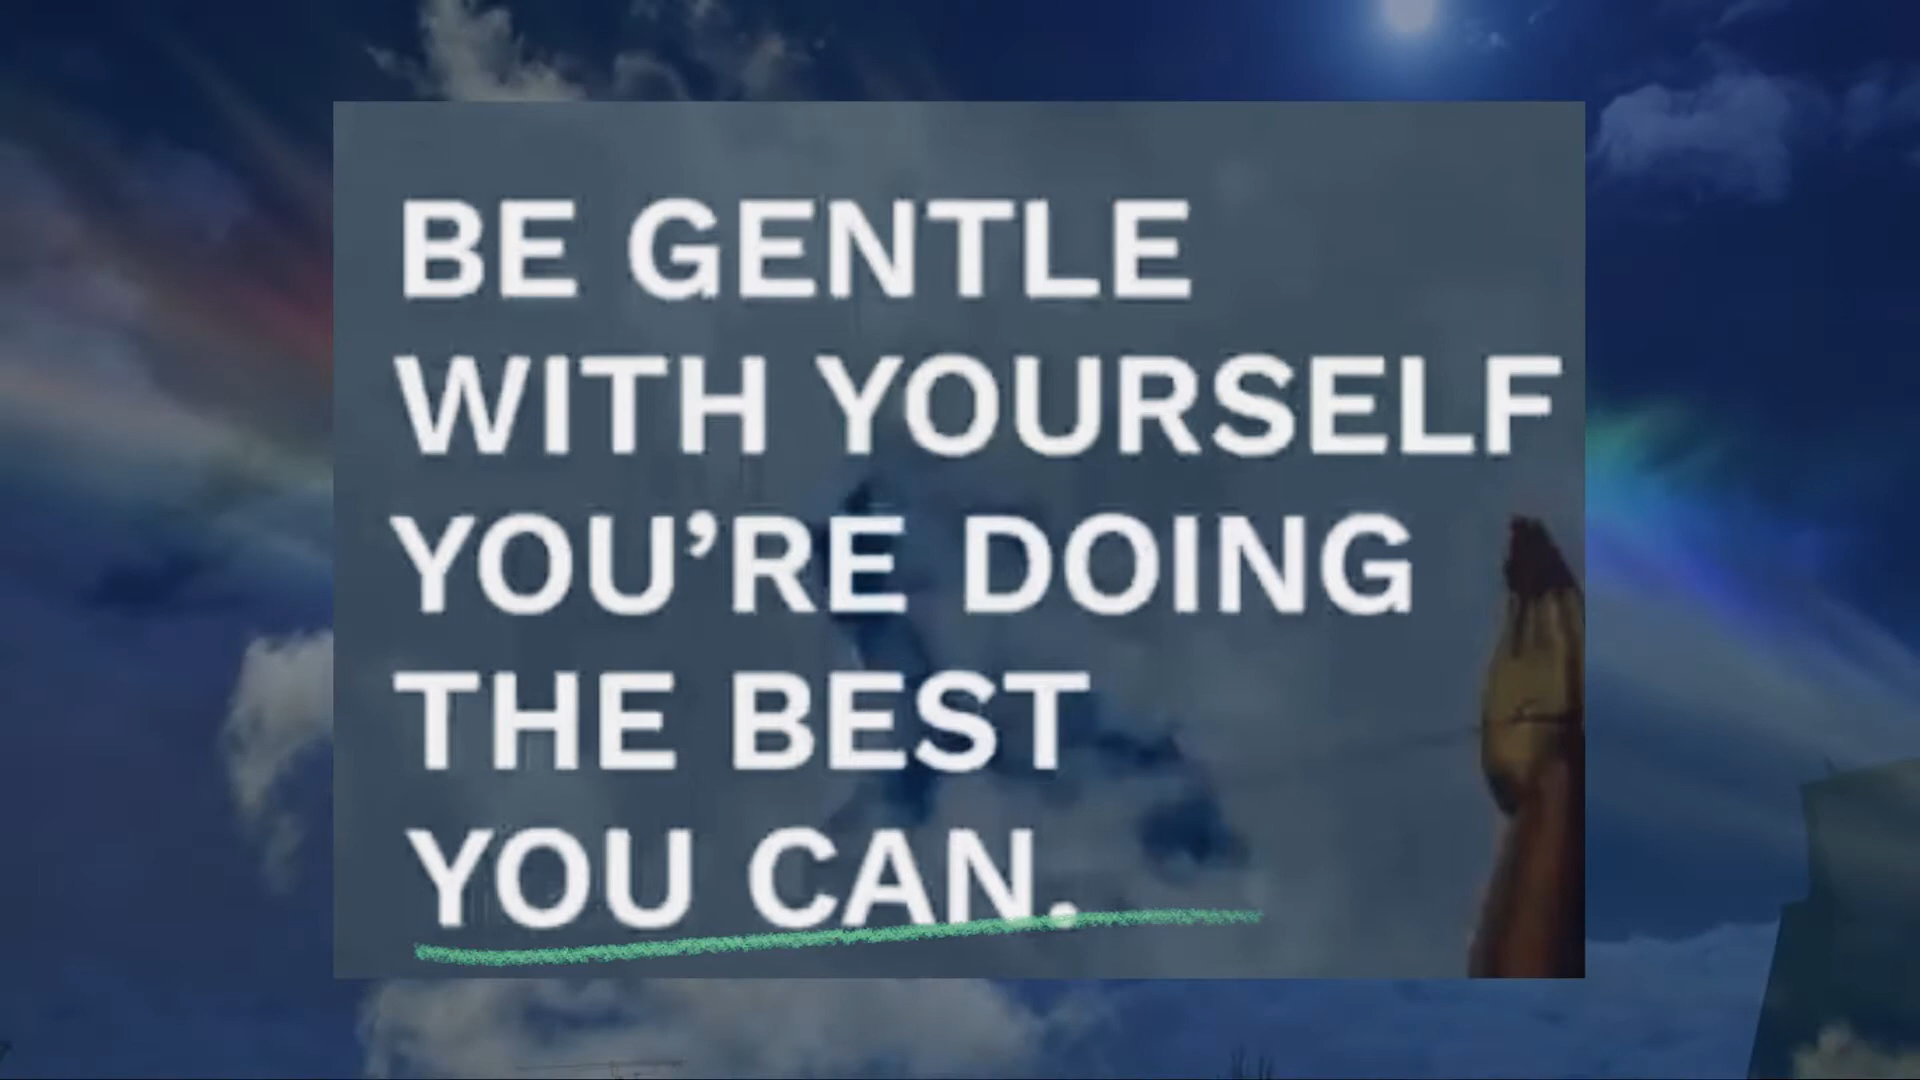 BE GENTLE
WITH YOURSELF
YOU’RE DOING
THE BEST
YOU CAN.